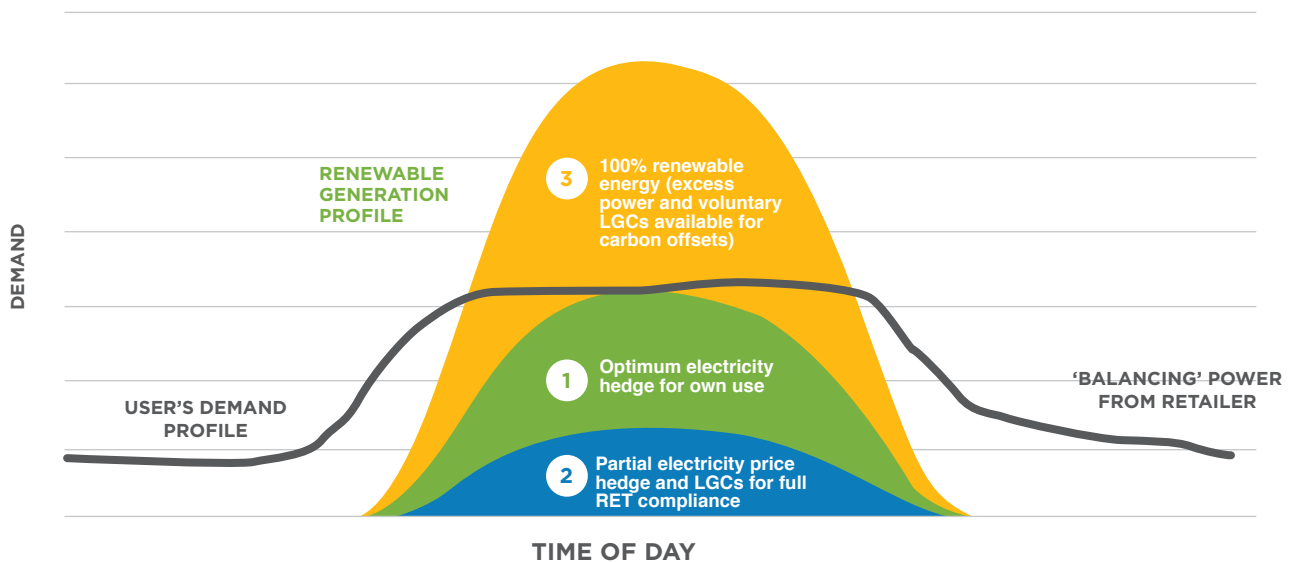 RENEWABLE
GENERATION
PROFILE
3
100% renewable
energy (excess
power and voluntary
LGCs available for
carbon offsets)
DEMAND
1
Optimum electricity
hedge for own use
USER’S DEMAND
PROFILE
‘BALANCING’ POWER
FROM RETAILER
2
Partial electricity price
hedge and LGCs for full
RET compliance
TIME OF DAY